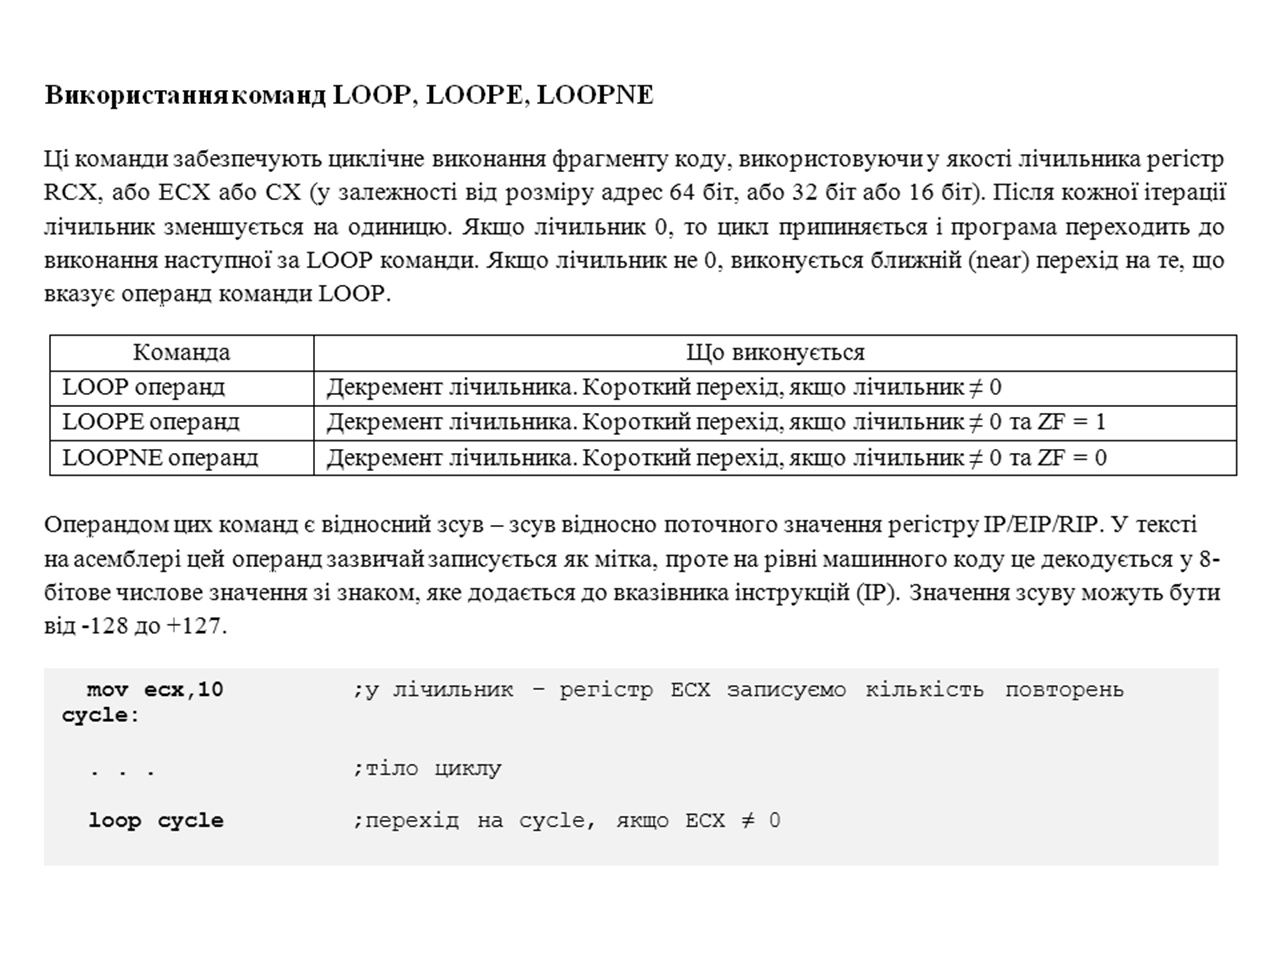 Використання команд LOOP, LOOPE, LOOPNE
Ці команди забезпечують циклічне виконання фрагменту коду, використовуючи у якості лічильника регістр
RCX, або ECX або CX (у залежності від розміру адрес 64 біт, або 32 біт або 16 біт). Після кожної ітерації
лічильник зменшується на одиницю. Якщо лічильник 0, то цикл припиняється і програма переходить до
виконання наступної за LOOP команди. Якщо лічильник не 0, виконується ближній (near) перехід на те, що
вказує операнд команди LOOP.
Команда Що виконується
LOOP операнд Декремент лічильника. Короткий перехід, якщо лічильник ≠ 0
LOOPE операнд Декремент лічильника. Короткий перехід, якщо лічильник ≠ 0 та ZF = 1
LOOPNE операнд Декремент лічильника. Короткий перехід, якщо лічильник ≠ 0 та ZF = 0
Операндом цих команд є відносний зсув – зсув відносно поточного значення регістру IP/EIP/RIP. У тексті
на асемблері цей операнд зазвичай записується як мітка, проте на рівні машинного коду це декодується у 8-
бітове числове значення зі знаком, яке додається до вказівника інструкцій (IP). Значення зсуву можуть бути
від -128 до +127.
mov ecx,10 ;у лічильник – регістр ECX записуємо кількість повторень
cycle:
. . . ;тіло циклу
loop cycle ;перехід на cycle, якщо ECX ≠ 0